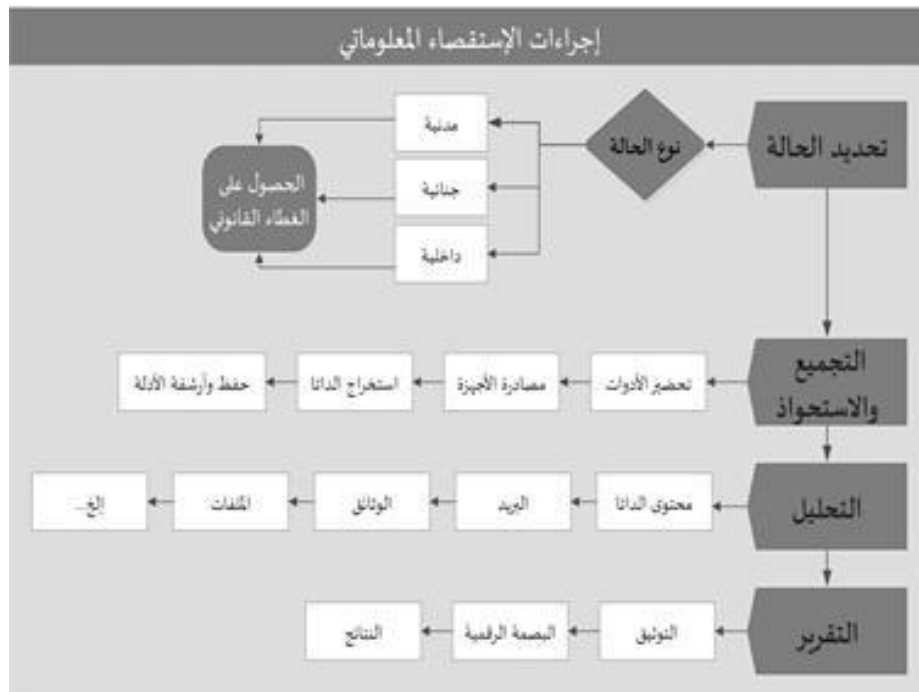 إجراءات الإستقصاء المعلوماتي
تحديد الحالة
نوع الحالة
مدنية
جنائية
داخلية
الحصول على
الغطاء القانوني
التجميع
والاستحواذ
تحضير الأدوات
مصادرة الأجهزة
استخراج الداتا
حفظ وأرشفة الأدلة
التحليل
محتوى الداتا
البريد
الوثائق
الملفات
إلخ...
التقرير
التوثيق
البصمة الرقمية
النتائج